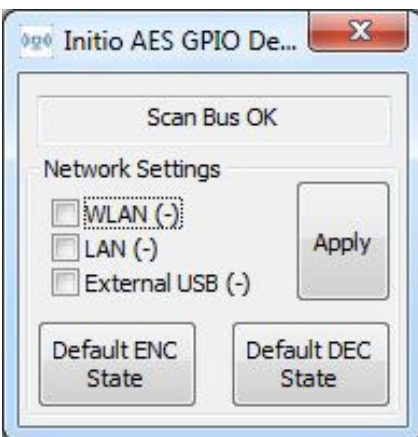 Initio AES GPIO De...
Scan Bus OK
Network Settings
WLAN (-)
LAN (-)
External USB (-)
Apply
Default ENC
State
Default DEC
State